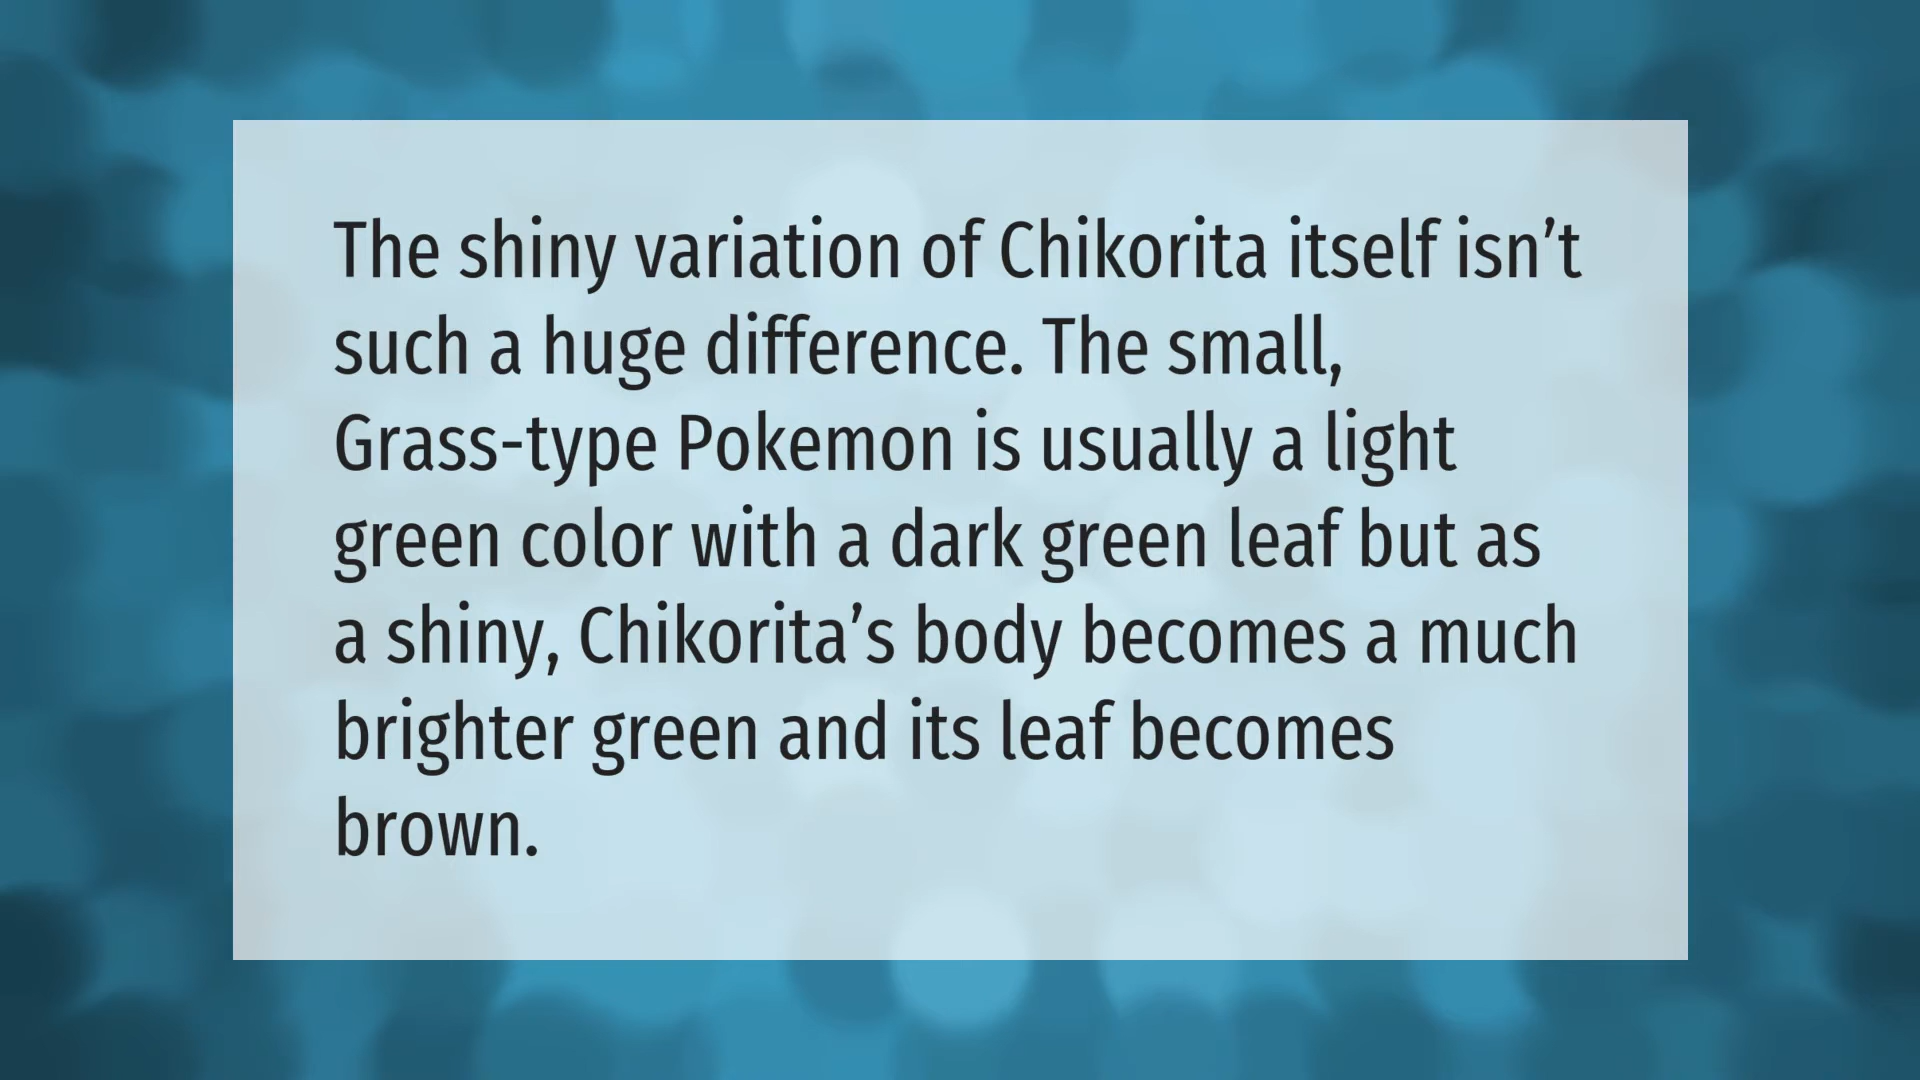 The shiny variation of Chikorita itself isn’t
such a huge difference. The small,
Grass-type Pokemon is usually a light
green color with a dark green leaf but as
a shiny, Chikorita’s body becomes a much
brighter green and its leaf becomes
brown.